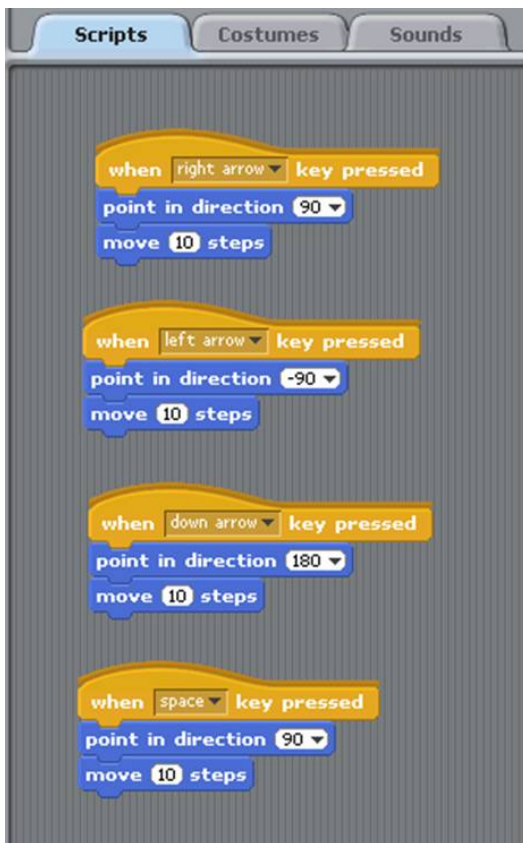 Scripts Costumes Sounds
when right arrow key pressed
point in direction 90
move 10 steps
when left arrow key pressed
point in direction -90
move 10 steps
when down arrow key pressed
point in direction 180
move 10 steps
when space key pressed
point in direction 90
move 10 steps